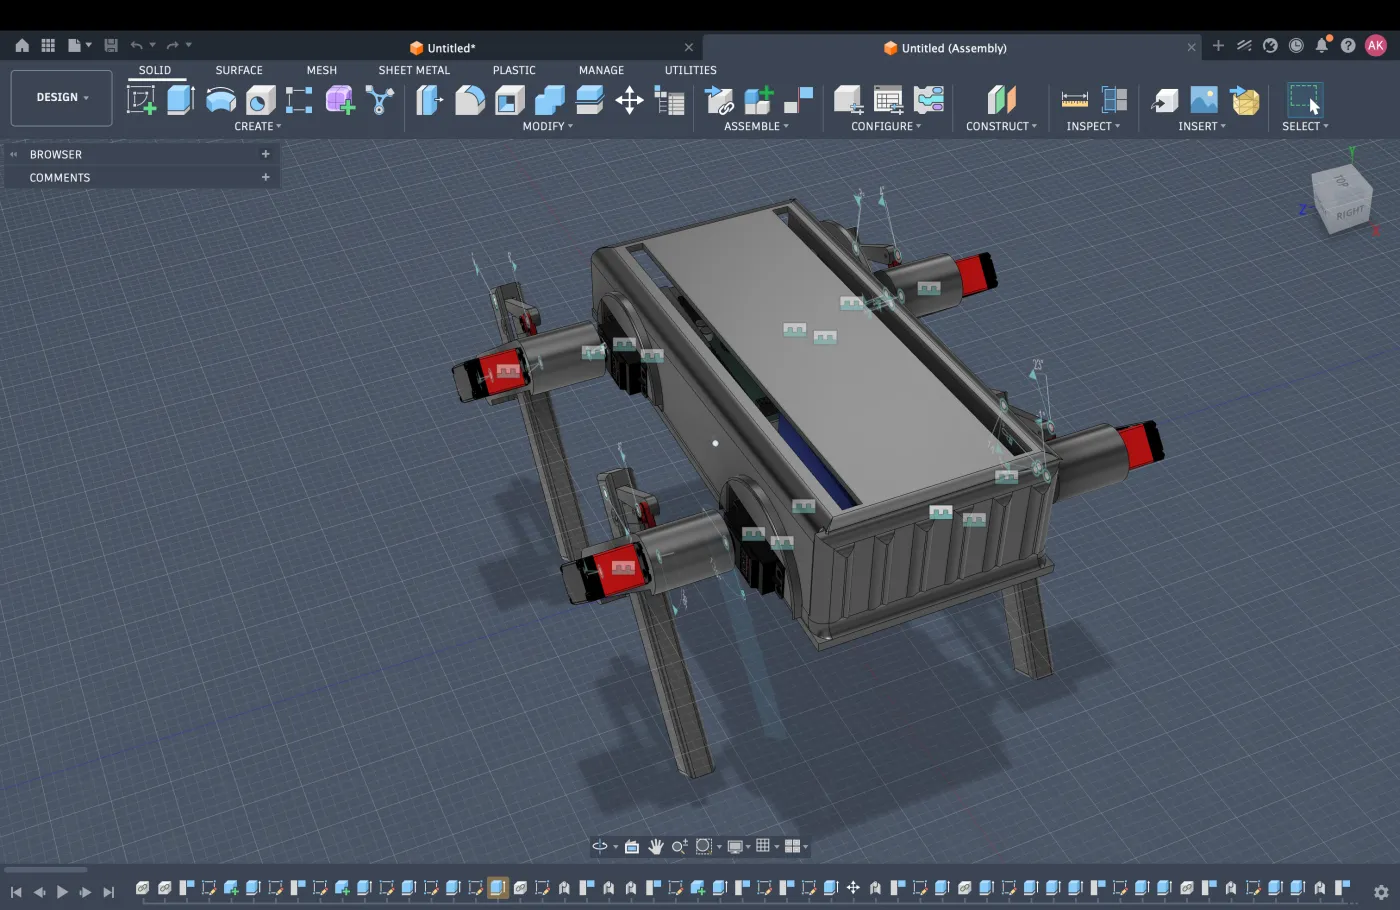 Untitled*
Untitled (Assembly)
AK
DESIGN
SOLID
SURFACE
MESH
SHEET METAL
PLASTIC
MANAGE
UTILITIES
CREATE
MODIFY
ASSEMBLE
CONFIGURE
CONSTRUCT
INSPECT
INSERT
SELECT
BROWSER
COMMENTS
Y
TOP
Z
RIGHT
X